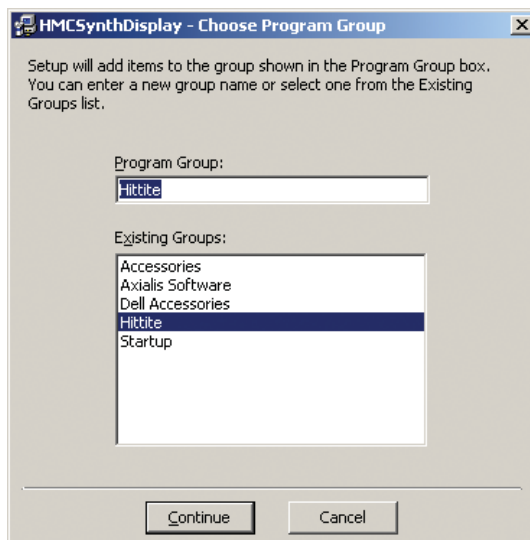 HMCSynthDisplay - Choose Program Group
Setup will add items to the group shown in the Program Group box.
You can enter a new group name or select one from the Existing
Groups list.
Program Group:
Hittite
Existing Groups:
Accessories
Axialis Software
Dell Accessories
Hittite
Startup
Continue
Cancel